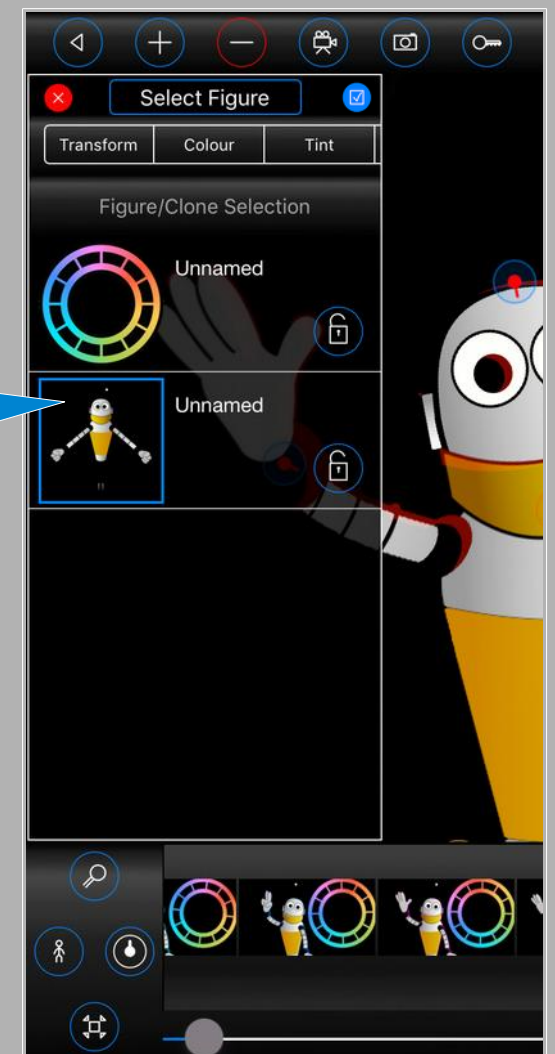 Select Figure
Transform Colour Tint
Figure/Clone Selection
Unnamed
Unnamed